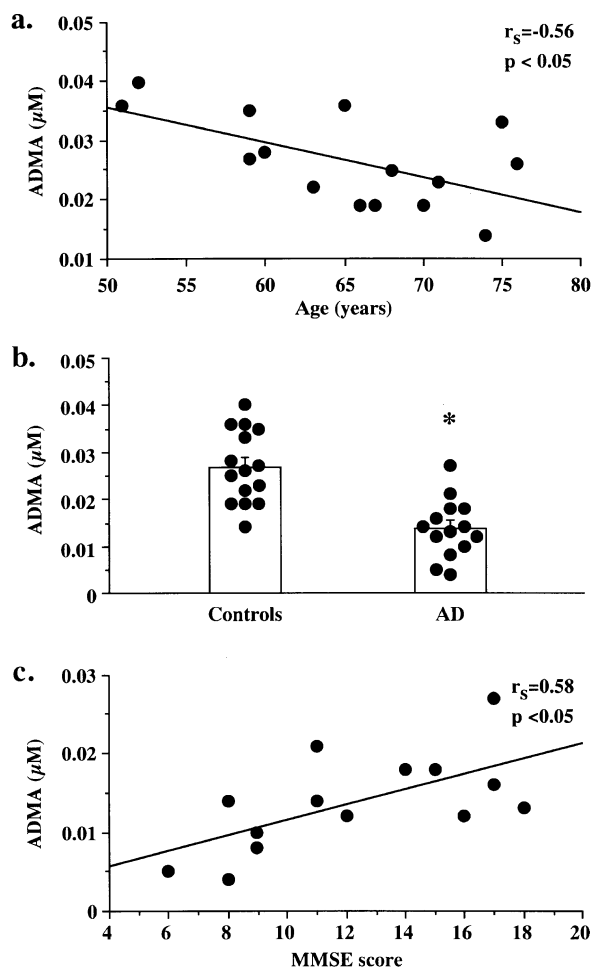 a.
0.05
0.04
0.03
0.02
0.01
ADMA (µM)
rs=-0.56
p < 0.05
50 55 60 65 70 75 80
Age (years)
b.
0.05
0.04
0.03
0.02
0.01
0
ADMA (µM)
*
Controls AD
c.
0.03
0.02
0.01
0
ADMA (µM)
rs=0.58
p <0.05
4 6 8 10 12 14 16 18 20
MMSE score